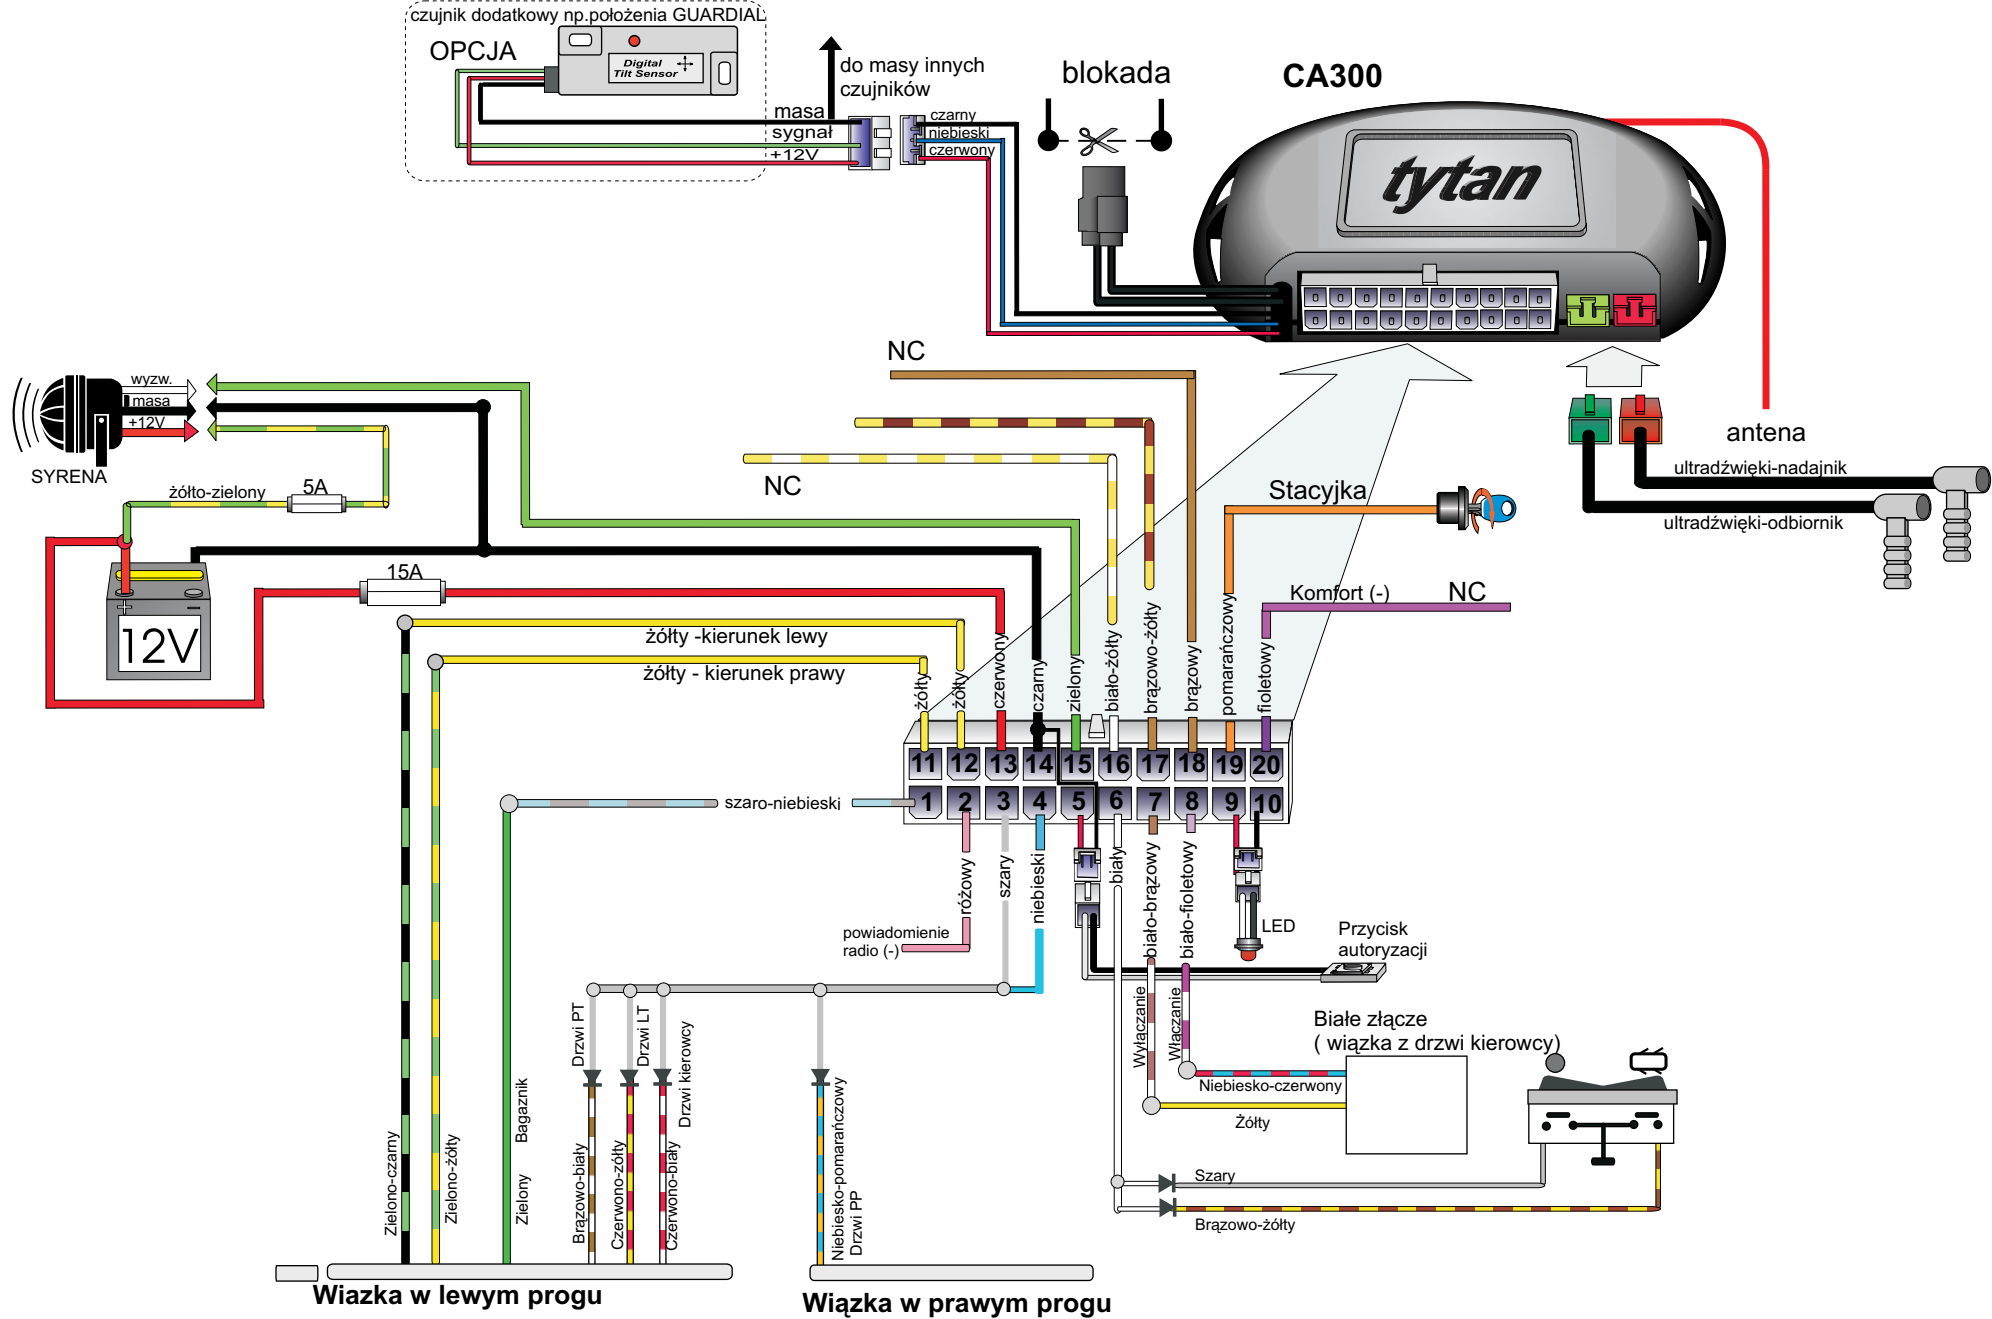 czujnik dodatkowy np.położenia GUARDIAL
OPCJA
Digital
Tilt Sensor
masa
sygnał
+12V
do masy innych
czujników
czarny
niebieski
czerwony
blokada
CA300
tytan
NC
wyzw.
masa
+12V
SYRENA
żółto-zielony
5A
15A
12V
NC
Stacyjka
antena
ultradźwięki-nadajnik
ultradźwięki-odbiornik
Komfort (-)
NC
żółty -kierunek lewy
żółty - kierunek prawy
żółty
żółty
czerwony
czarny
zielony
biało-żółty
brązowo-żółty
brązowy
pomarańczowy
fioletowy
11 12 13 14 15 16 17 18 19 20
1 2 3 4 5 6 7 8 9 10
szaro-niebieski
różowy
szary
niebieski
biały
biało-brązowy
biało-fioletowy
powiadomienie
radio (-)
LED
Przycisk
autoryzacji
Drzwi PT
Drzwi LT
Drzwi kierowcy
Wyłączanie
Włączanie
Białe złącze
( wiązka z drzwi kierowcy)
Niebiesko-czerwony
Żółty
Szary
Brązowo-żółty
Zielono-czarny
Zielono-żółty
Zielony
Bagaznik
Brązowo-biały
Czerwono-zółty
Czerwono-biały
Niebiesko-pomarańczowy
Drzwi PP
Wiazka w lewym progu
Wiązka w prawym progu